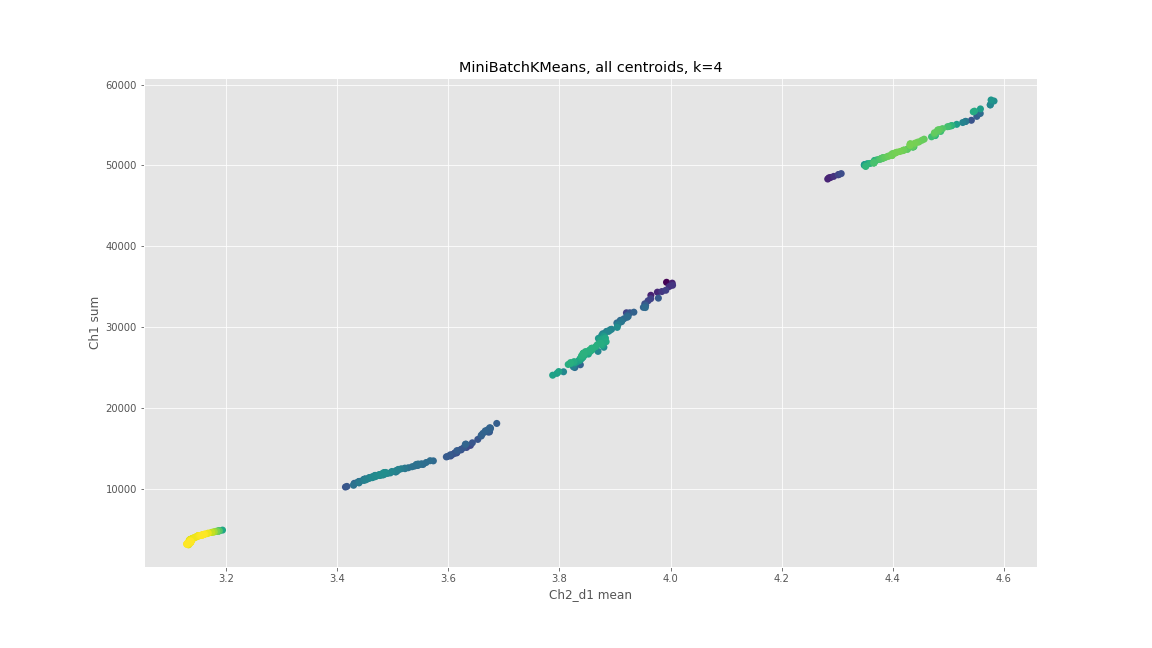 MiniBatchKMeans, all centroids, k=4
60000
50000
40000
30000
20000
10000
Ch1 sum
3.2 3.4 3.6 3.8 4.0 4.2 4.4 4.6
Ch2_d1 mean